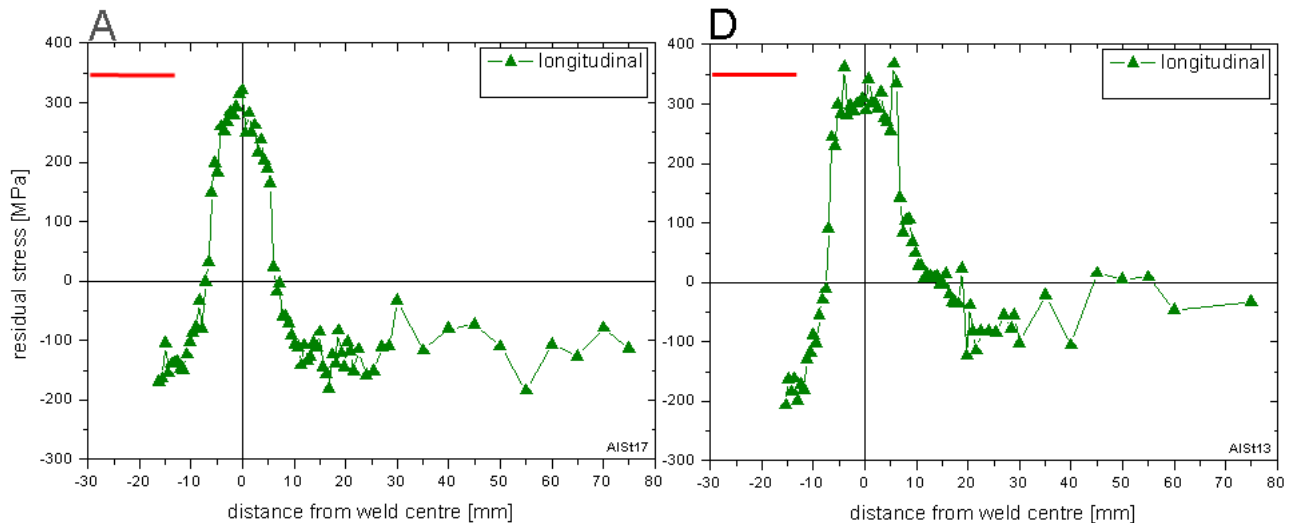 A
400
300
200
100
0
-100
-200
-300
residual stress [MPa]
longitudinal
AlSt17
-30 -20 -10 0 10 20 30 40 50 60 70 80
distance from weld centre [mm]
D
400
300
200
100
0
-100
-200
-300
longitudinal
AlSt13
-30 -20 -10 0 10 20 30 40 50 60 70 80
distance from weld centre [mm]